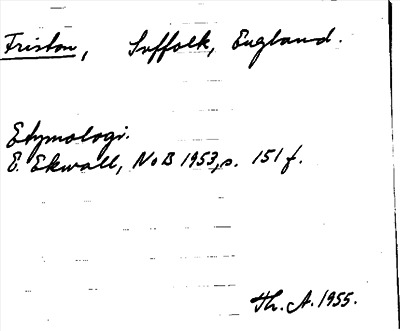 Friston, Suffolk, England.
Etymologi.
E. Ekwall, NoB 1953, s. 151 f.
Th. A. 1955.